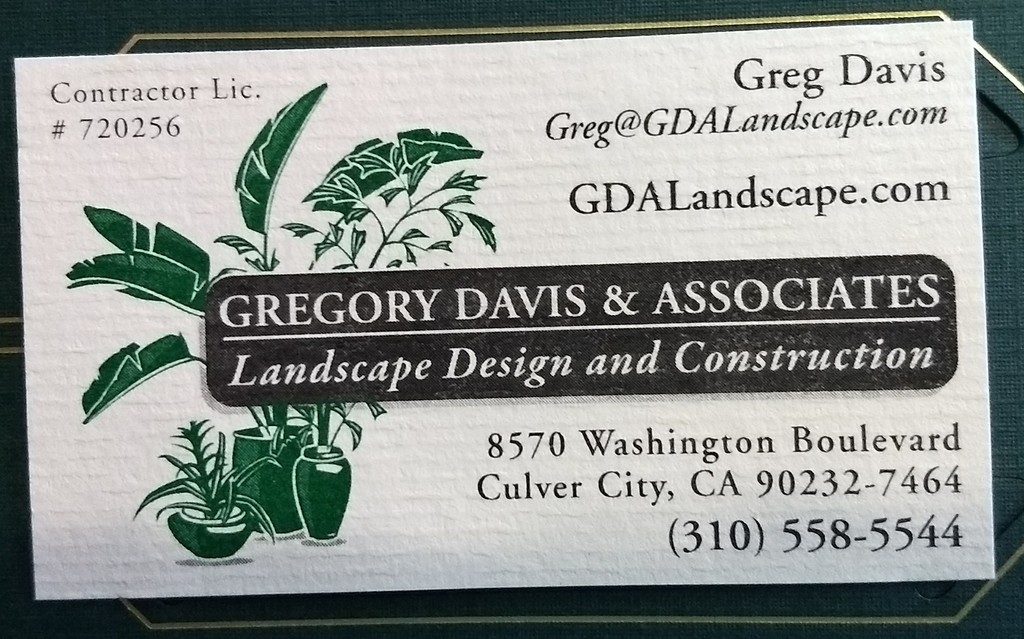 Contractor Lic.
# 720256
Greg Davis
Greg@GDALandscape.com
GDALandscape.com
GREGORY DAVIS & ASSOCIATES
Landscape Design and Construction
8570 Washington Boulevard
Culver City, CA 90232-7464
(310) 558-5544